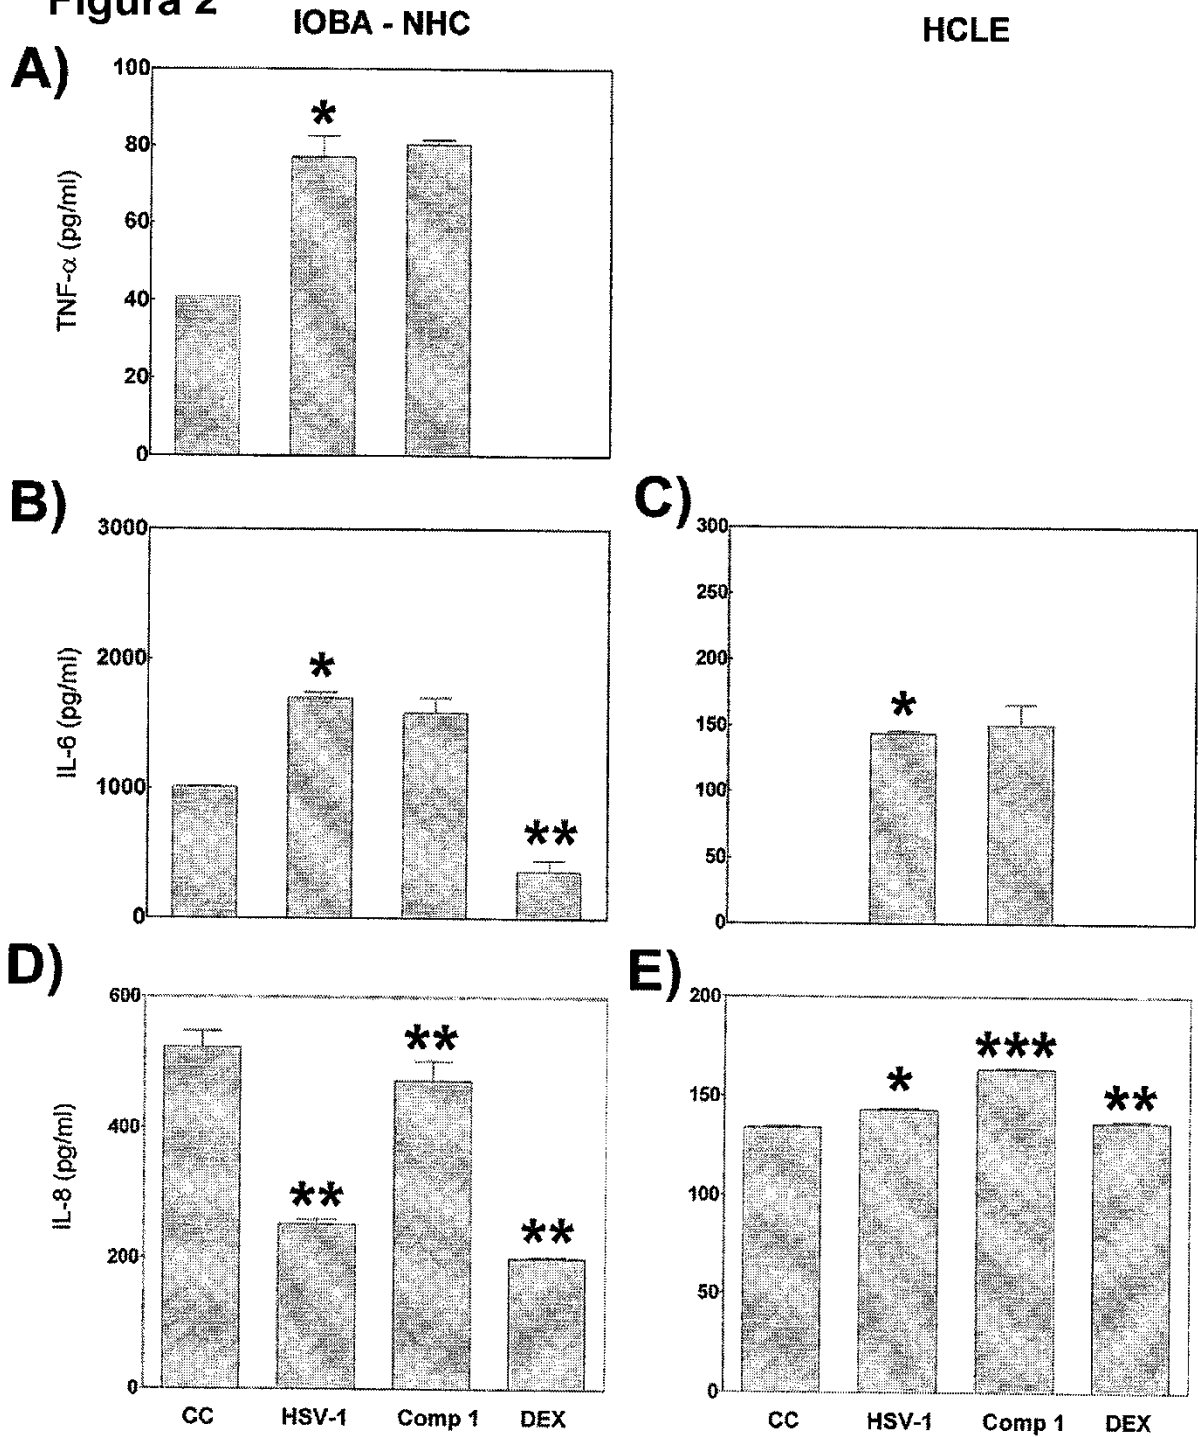 Figura 2
IOBA - NHC
HCLE
A)
100
80
60
40
20
0
TNF-α (pg/ml)
*
B)
3000
2000
1000
0
IL-6 (pg/ml)
*
**
C)
300
250
200
150
100
50
0
*
D)
600
400
200
0
IL-8 (pg/ml)
**
**
**
CC HSV-1 Comp 1 DEX
E)
200
150
100
50
0
*
***
**
CC HSV-1 Comp 1 DEX